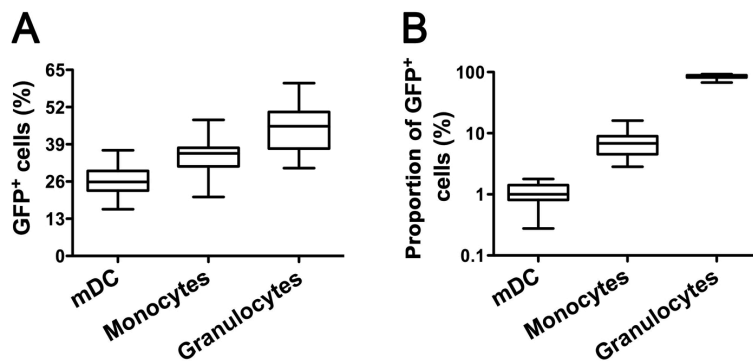 A
GFP+ cells (%)
65
52
39
26
13
0
mDC
Monocytes
Granulocytes
B
Proportion of GFP+
cells (%)
100
10
1
0.1
mDC
Monocytes
Granulocytes